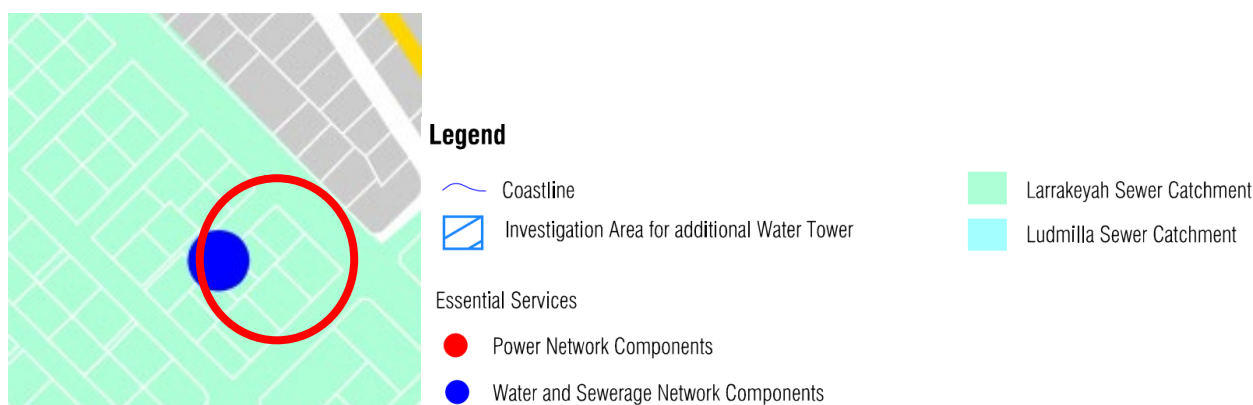 Legend
Coastline
Investigation Area for additional Water Tower
Essential Services
Power Network Components
Water and Sewerage Network Components
Larrakeyah Sewer Catchment
Ludmilla Sewer Catchment